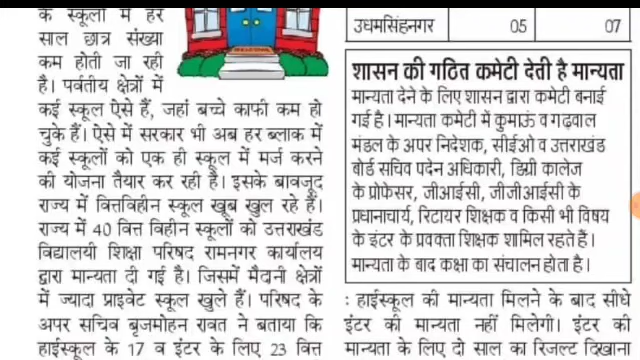 के स्कूलों में हर
साल छात्र संख्या
कम होती जा रही
है। पर्वतीय क्षेत्रों में
कई स्कूल ऐसे हैं, जहां बच्चे काफी कम हो
चुके हैं। ऐसे में सरकार भी अब हर ब्लाक में
कई स्कूलों को एक ही स्कूल में मर्ज करने
की योजना तैयार कर रही है। इसके बावजूद
राज्य में वित्तविहीन स्कूल खूब खुल रहे हैं।
राज्य में 40 वित्त विहीन स्कूलों को उत्तराखंड
विद्यालयी शिक्षा परिषद रामनगर कार्यालय
द्वारा मान्यता दी गई है। जिसमें मैदानी क्षेत्रों
में ज्यादा प्राइवेट स्कूल खुले हैं। परिषद के
अपर सचिव बृजमोहन रावत ने बताया कि
हाईस्कूल के 17 व इंटर के लिए 23 वित्त
उधमसिंहनगर 05 07
शासन की गठित कमेटी देती है मान्यता
मान्यता देने के लिए शासन द्वारा कमेटी बनाई
गई है। मान्यता कमेटी में कुमाऊं व गढ़वाल
मंडल के अपर निदेशक, सीईओ व उत्तराखंड
बोर्ड सचिव पदेन अधिकारी, डिग्री कालेज
के प्रोफेसर, जीआईसी, जीजीआईसी के
प्रधानाचार्य, रिटायर शिक्षक व किसी भी विषय
के इंटर के प्रवक्ता शिक्षक शामिल रहते हैं।
मान्यता के बाद कक्षा का संचालन होता है।
: हाईस्कूल की मान्यता मिलने के बाद सीधे
इंटर की मान्यता नहीं मिलेगी। इंटर की
मान्यता के लिए दो साल का रिजल्ट दिखाना